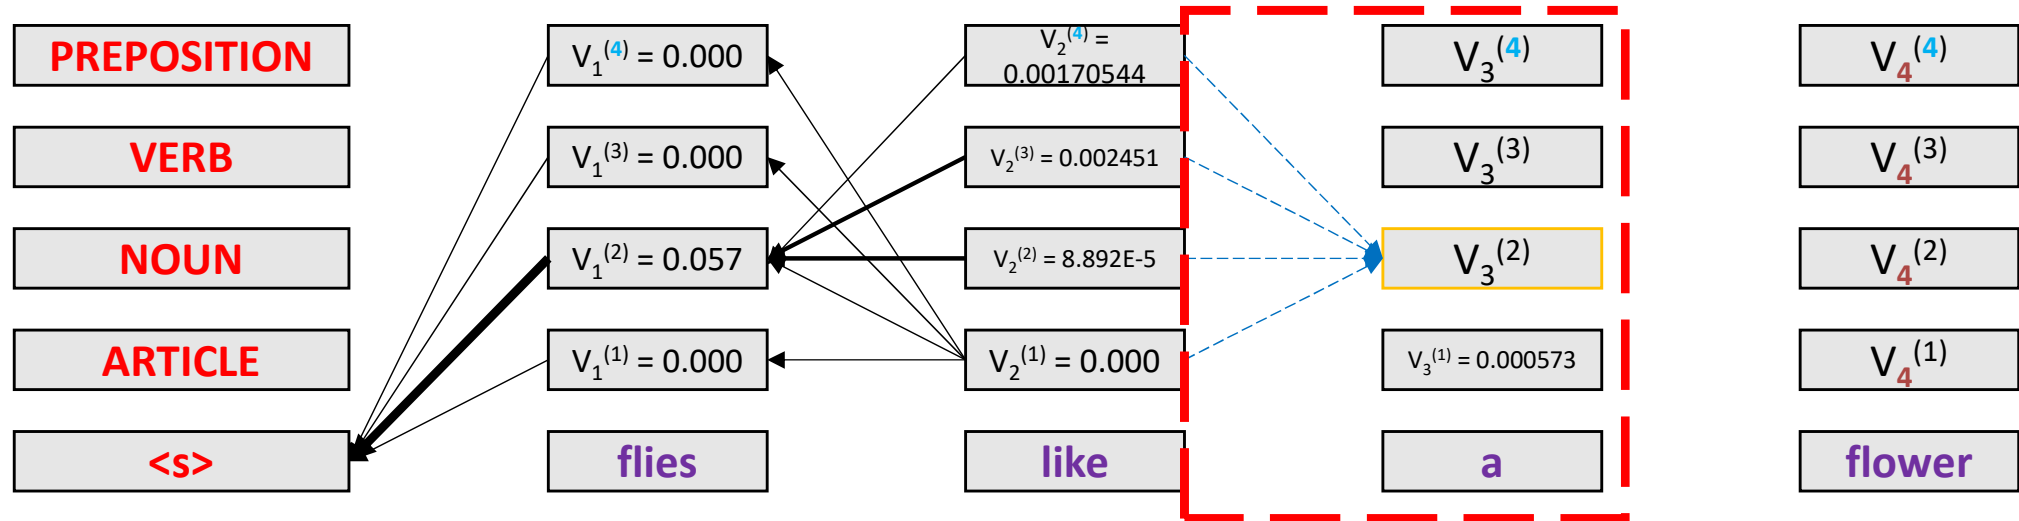 PREPOSITION V₁⁽⁴⁾ = 0.000 V₂⁽⁴⁾ = 0.00170544 V₃⁽⁴⁾ V₄⁽⁴⁾
VERB V₁⁽³⁾ = 0.000 V₂⁽³⁾ = 0.002451 V₃⁽³⁾ V₄⁽³⁾
NOUN V₁⁽²⁾ = 0.057 V₂⁽²⁾ = 8.892E-5 V₃⁽²⁾ V₄⁽²⁾
ARTICLE V₁⁽¹⁾ = 0.000 V₂⁽¹⁾ = 0.000 V₃⁽¹⁾ = 0.000573 V₄⁽¹⁾
<s> flies like a flower